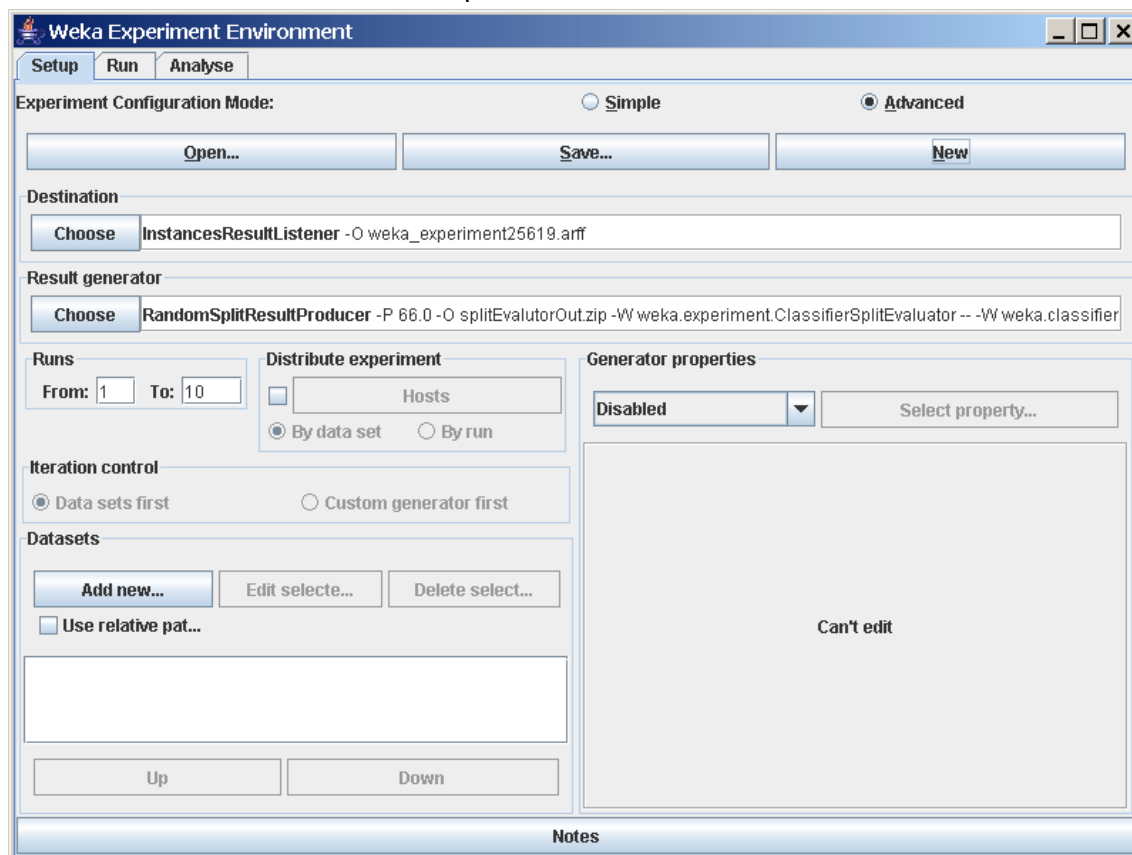 Weka Experiment Environment
Setup Run Analyse
Experiment Configuration Mode: Simple Advanced
Open... Save... New
Destination
Choose InstancesResultListener -O weka_experiment25619.arff
Result generator
Choose RandomSplitResultProducer -P 66.0 -O splitEvalutorOut.zip -W weka.experiment.ClassifierSplitEvaluator -- -W weka.classifier
Runs
From: 1 To: 10
Distribute experiment
Hosts
By data set By run
Generator properties
Disabled Select property...
Iteration control
Data sets first Custom generator first
Datasets
Add new... Edit selecte... Delete select...
Use relative pat...
Can't edit
Up Down
Notes